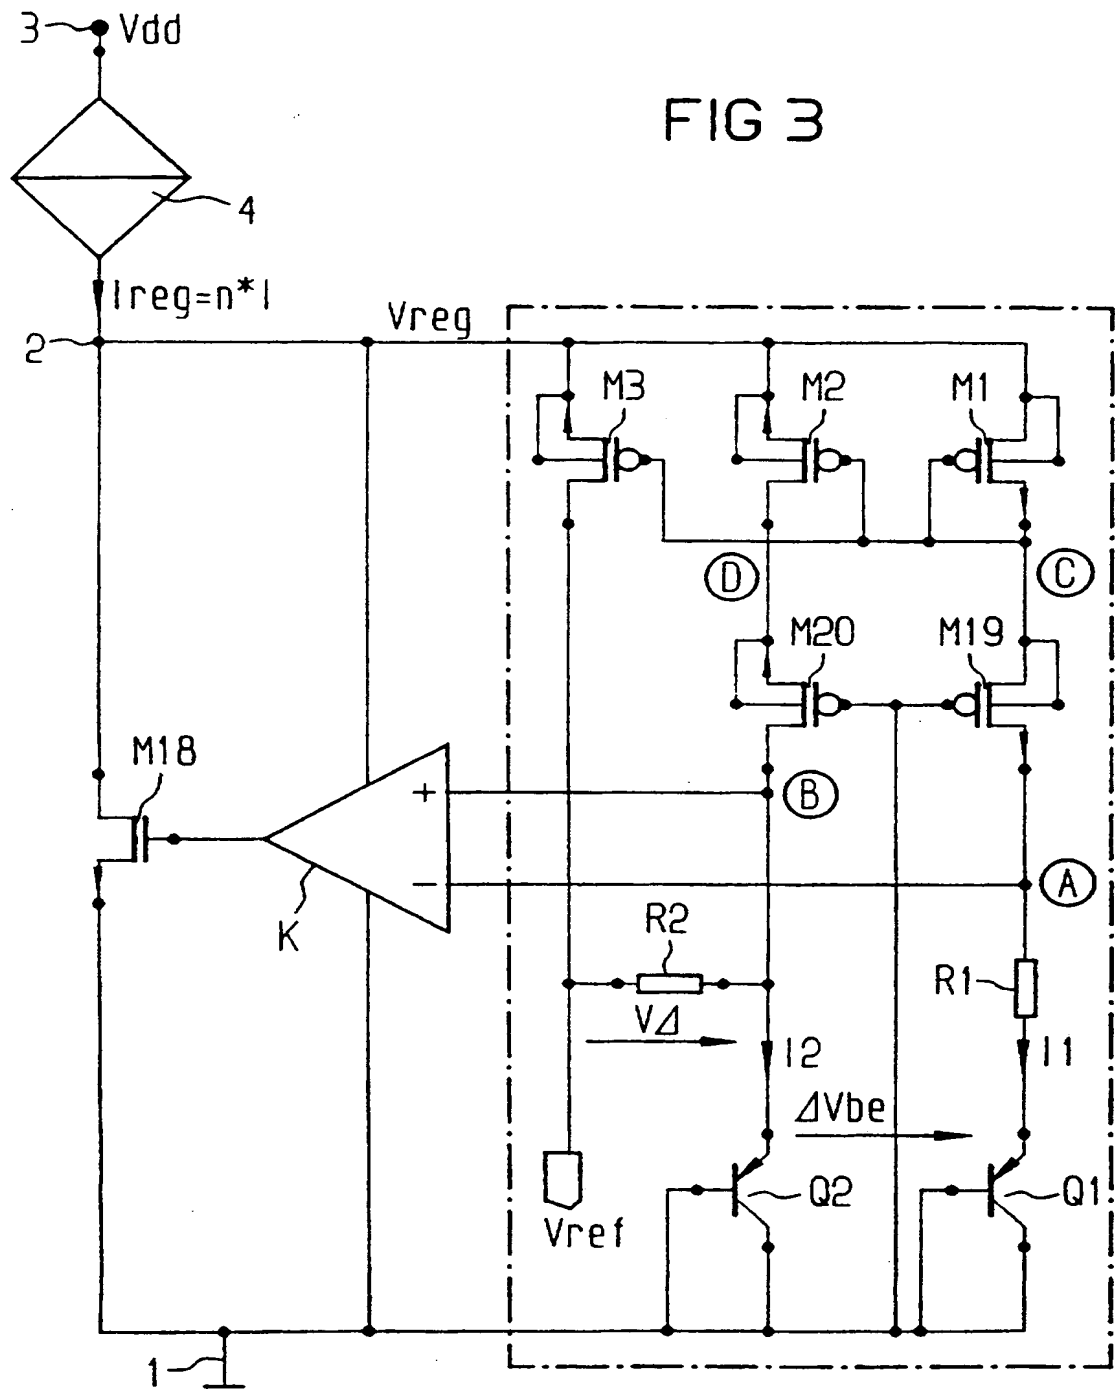 3
Vdd
FIG 3
4
Ireg=n*I
2
Vreg
M3
M2
M1
D
C
M20
M19
M18
+
B
−
A
K
R2
R1
VΔ
I2
I1
ΔVbe
Q2
Q1
Vref
1